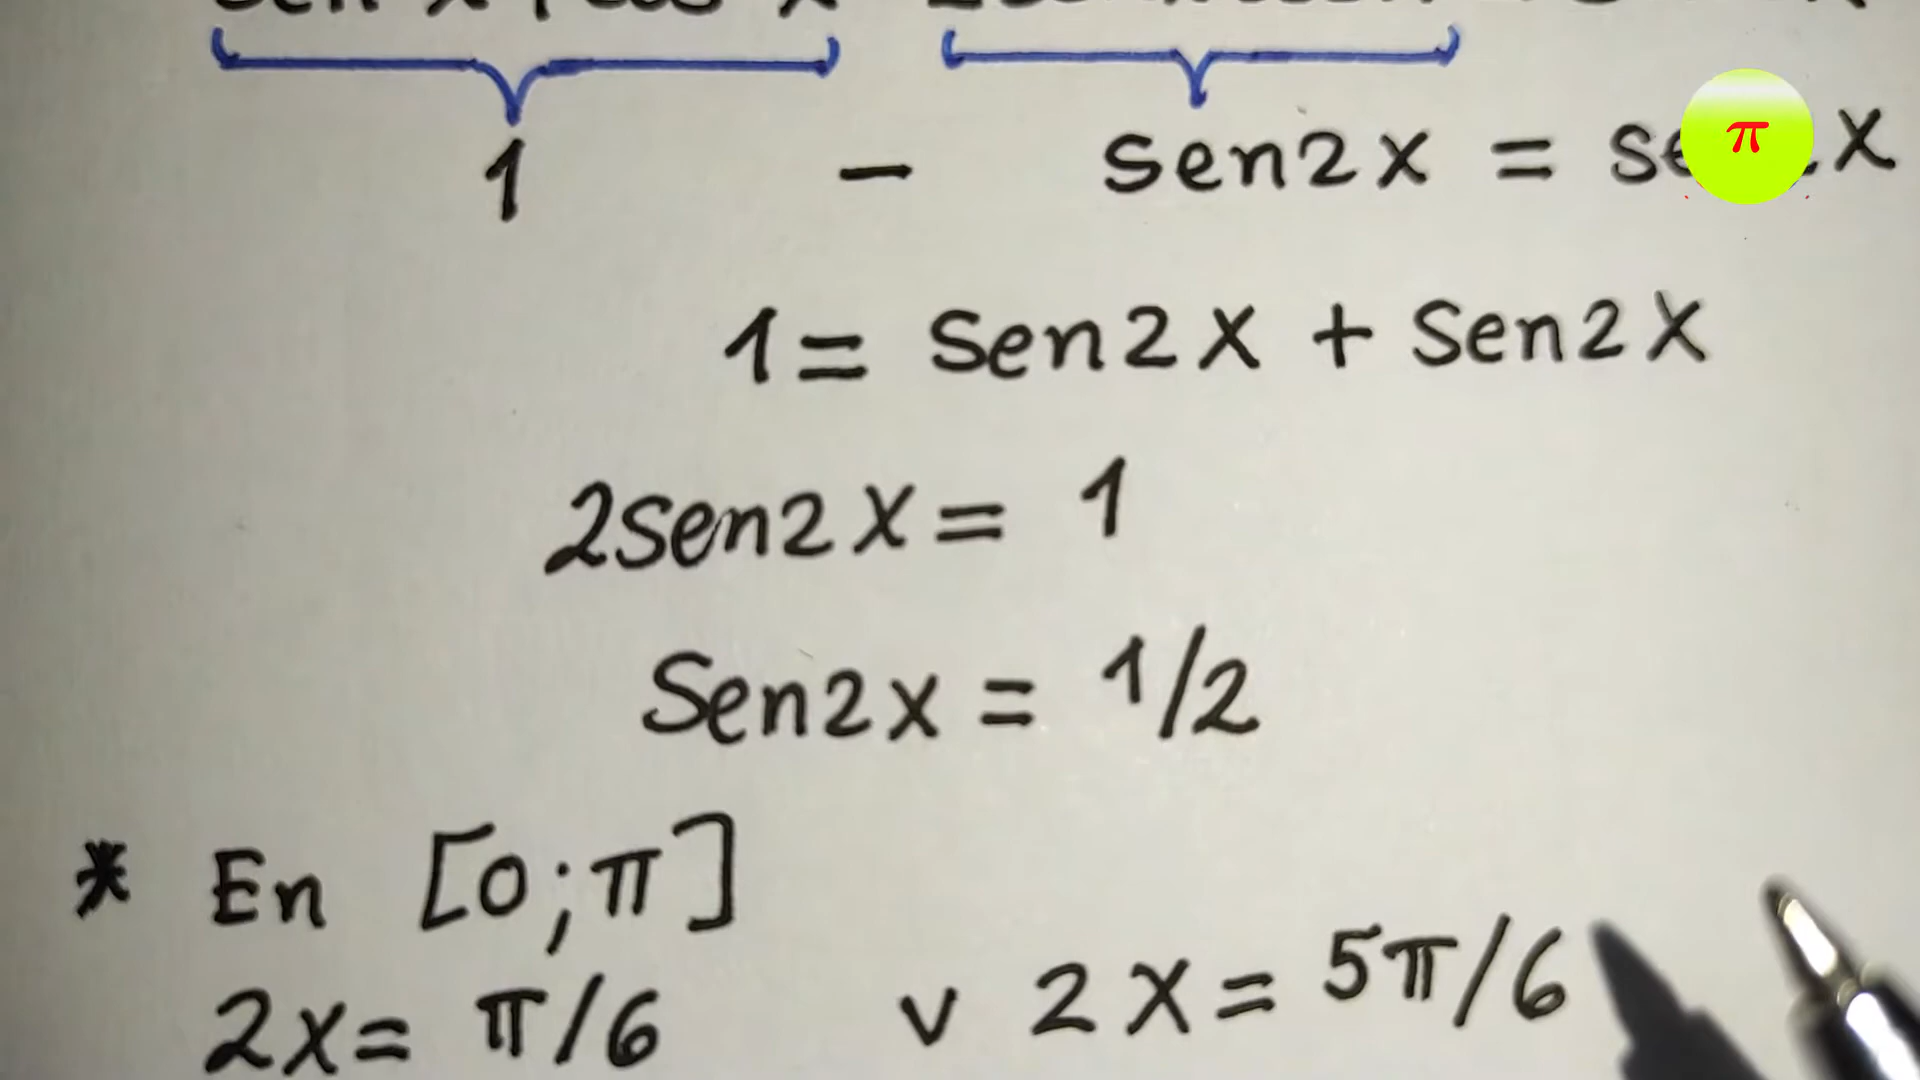 1 - sen2x = se x
π
1 = Sen2x + Sen2x
2sen2x = 1
Sen2x = 1/2
* En [0;π]
2x = π/6 v 2x = 5π/6